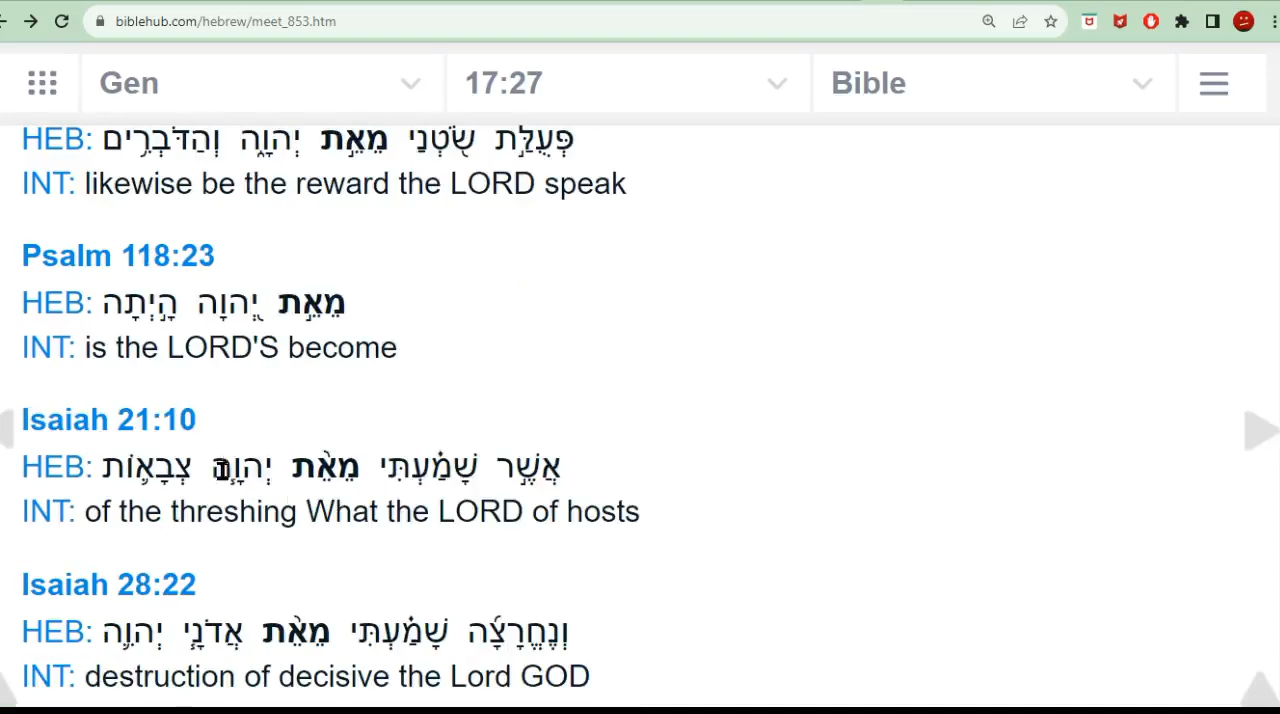 biblehub.com/hebrew/meet_853.htm
Gen 17:27 Bible
HEB: פְּעֻלַּ֣ת שֹׂ֭טְנַי מֵאֵ֣ת יְהוָ֑ה וְהַדֹּבְרִ֥ים
INT: likewise be the reward the LORD speak
Psalm 118:23
HEB: מֵאֵ֣ת יְ֭הוָה הָ֣יְתָה
INT: is the LORD'S become
Isaiah 21:10
HEB: אֲשֶׁ֣ר שָׁמַ֗עְתִּי מֵאֵ֨ת יְהוָ֧ה צְבָא֛וֹת
INT: of the threshing What the LORD of hosts
Isaiah 28:22
HEB: וְנֶחֱרָצָ֜ה שָׁמַ֗עְתִּי מֵאֵ֨ת אֲדֹנָ֧י יְהוִ֛ה
INT: destruction of decisive the Lord GOD